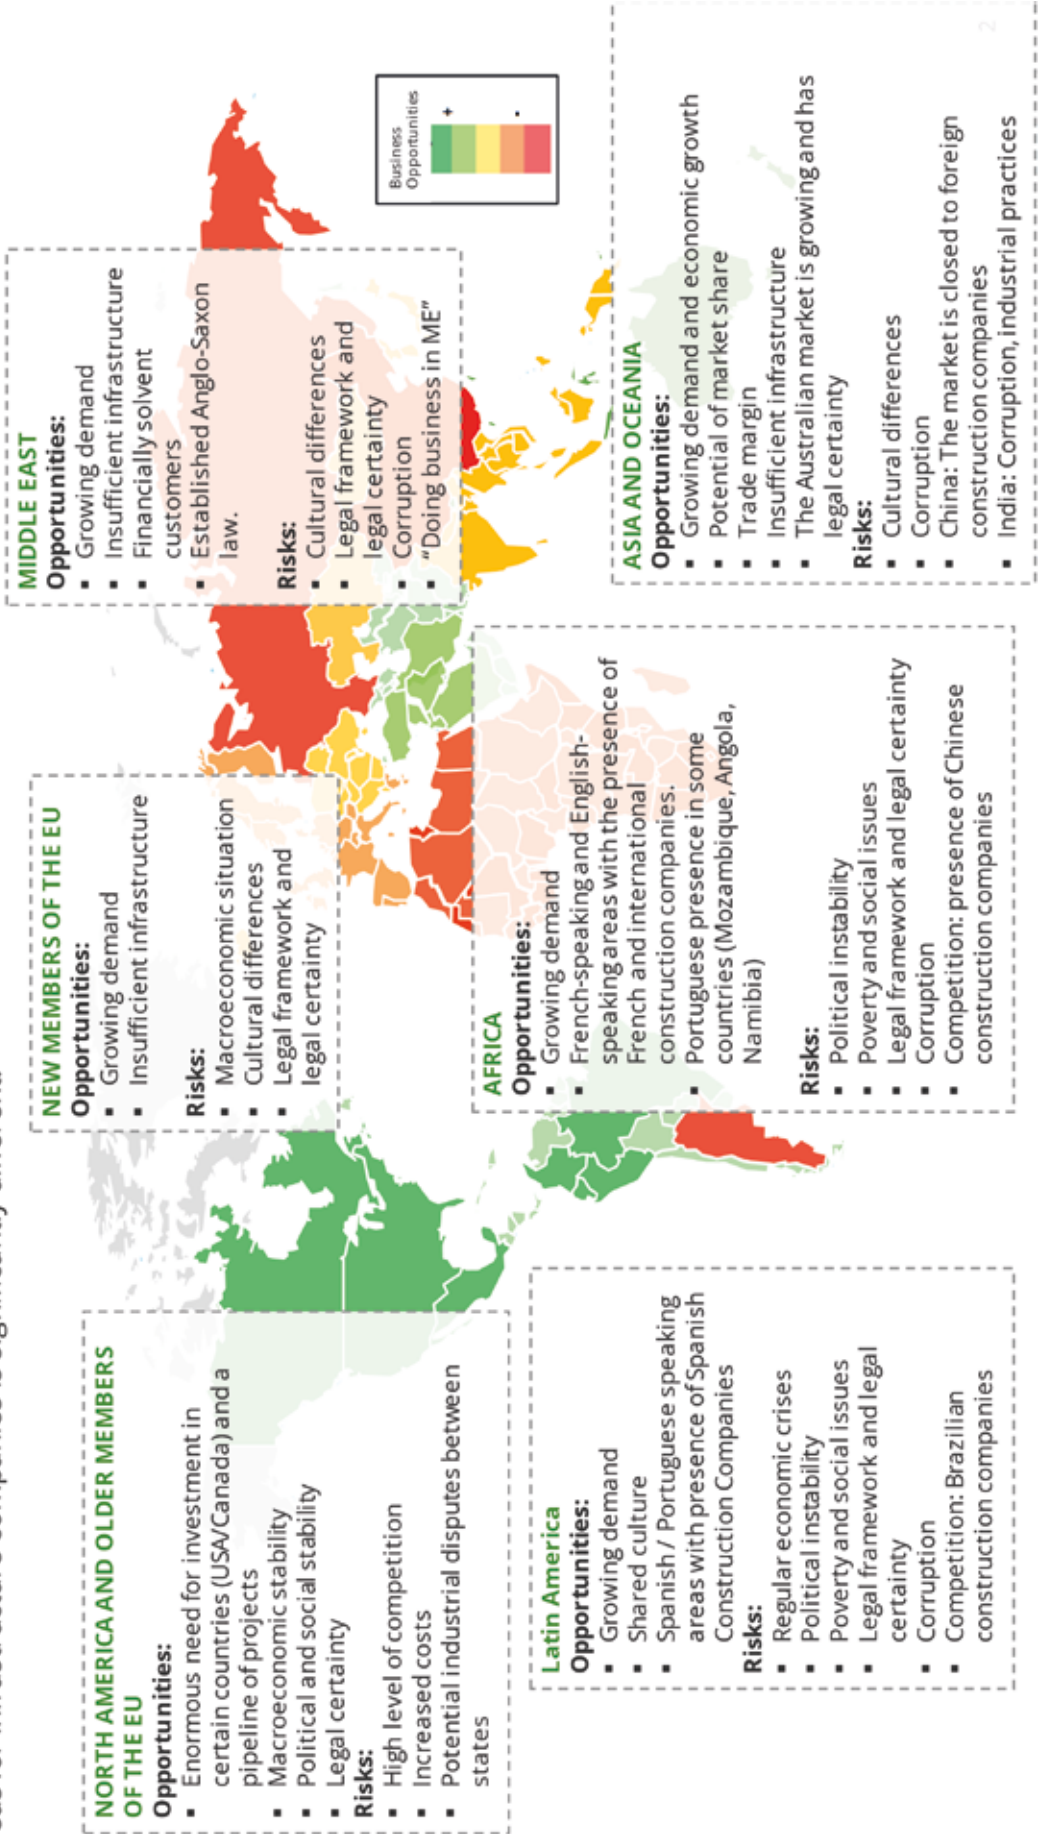 NORTH AMERICA AND OLDER MEMBERS
OF THE EU
Opportunities:
▪ Enormous need for investment in
certain countries (USA/Canada) and a
pipeline of projects
▪ Macroeconomic stability
▪ Political and social stability
▪ Legal certainty
Risks:
▪ High level of competition
▪ Increased costs
▪ Potential industrial disputes between
states
NEW MEMBERS OF THE EU
Opportunities:
▪ Growing demand
▪ Insufficient infrastructure
Risks:
▪ Macroeconomic situation
▪ Cultural differences
▪ Legal framework and
legal certainty
MIDDLE EAST
Opportunities:
▪ Growing demand
▪ Insufficient infrastructure
▪ Financially solvent
customers
▪ Established Anglo-Saxon
law.
Risks:
▪ Cultural differences
▪ Legal framework and
legal certainty
▪ Corruption
▪ “Doing business in ME”
Business
Opportunities
+
-
Latin America
Opportunities:
▪ Growing demand
▪ Shared culture
▪ Spanish / Portuguese speaking
areas with presence of Spanish
Construction Companies
Risks:
▪ Regular economic crises
▪ Political instability
▪ Poverty and social issues
▪ Legal framework and legal
certainty
▪ Corruption
▪ Competition: Brazilian
construction companies
AFRICA
Opportunities:
▪ Growing demand
▪ French-speaking and English-
speaking areas with the presence of
French and international
construction companies.
▪ Portuguese presence in some
countries (Mozambique, Angola,
Namibia)
Risks:
▪ Political instability
▪ Poverty and social issues
▪ Legal framework and legal certainty
▪ Corruption
▪ Competition: presence of Chinese
construction companies
ASIA AND OCEANIA
Opportunities:
▪ Growing demand and economic growth
▪ Potential of market share
▪ Trade margin
▪ Insufficient infrastructure
▪ The Australian market is growing and has
legal certainty
Risks:
▪ Cultural differences
▪ Corruption
▪ China: The market is closed to foreign
construction companies
▪ India: Corruption, industrial practices
2